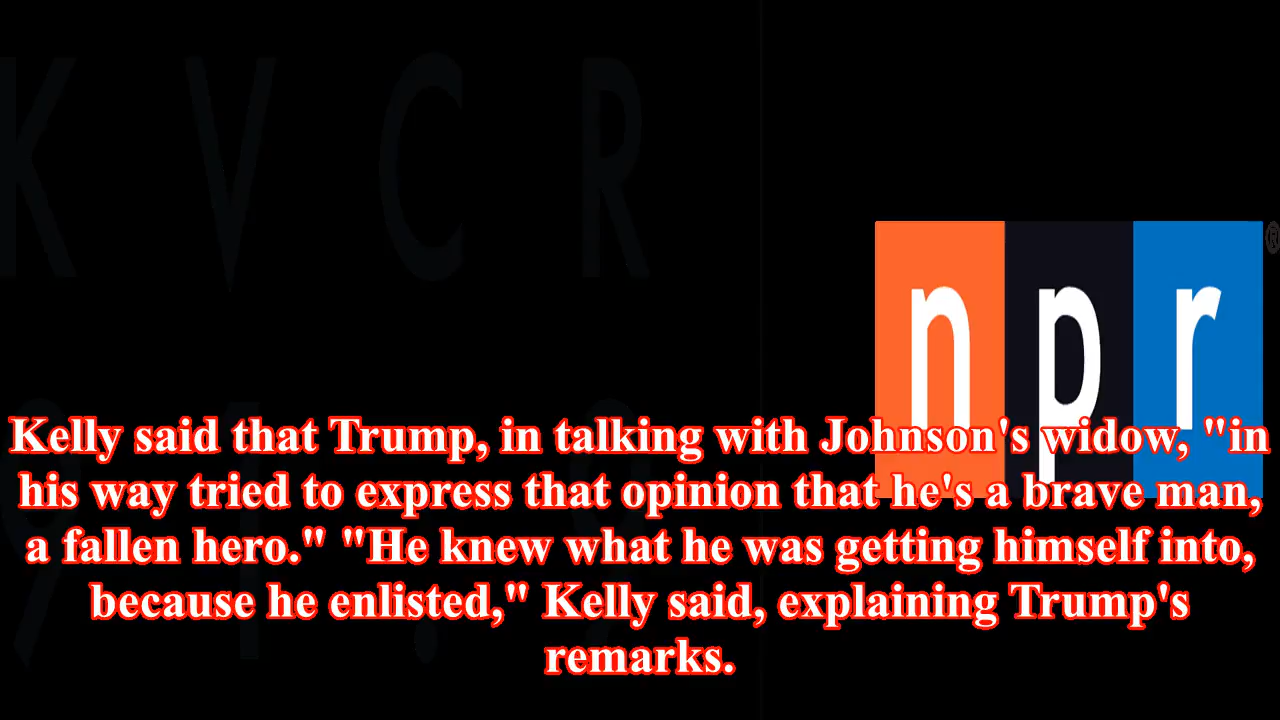 K V C R
npr
®
91.9
Kelly said that Trump, in talking with Johnson's widow, "in
his way tried to express that opinion that he's a brave man,
a fallen hero." "He knew what he was getting himself into,
because he enlisted," Kelly said, explaining Trump's
remarks.